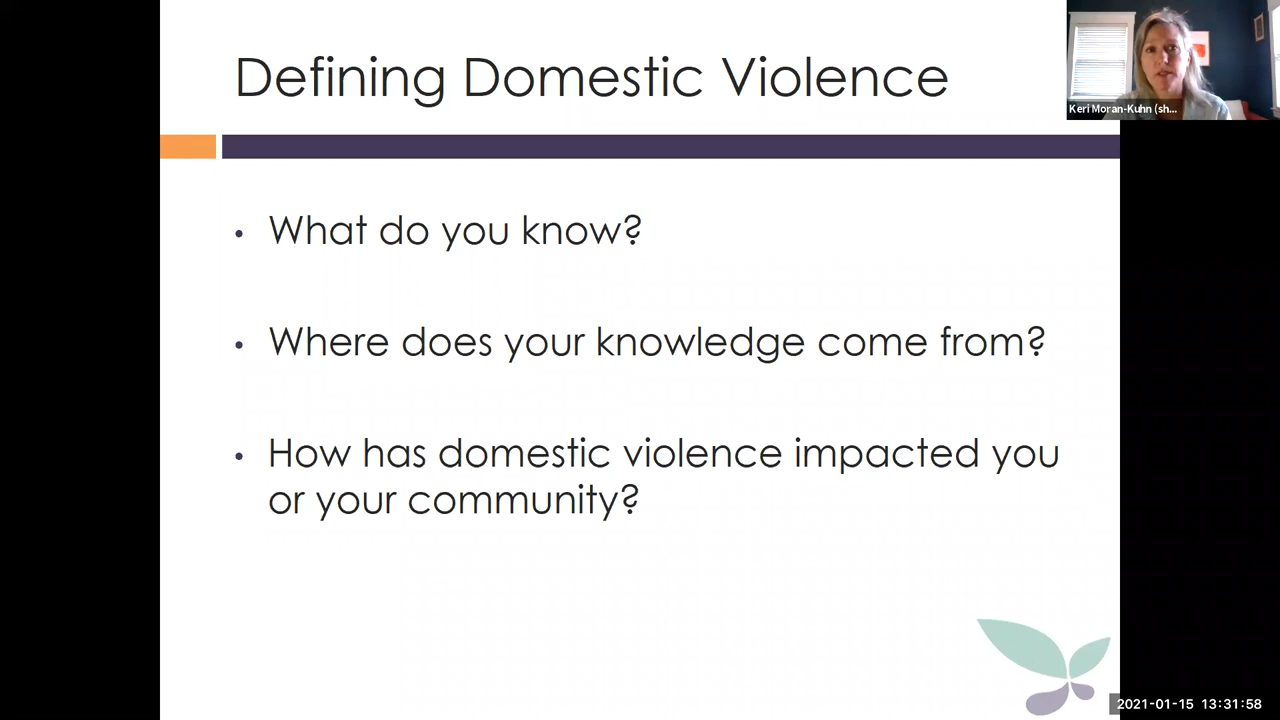 Defining Domestic Violence
Keri Moran-Kuhn (sh...
• What do you know?
• Where does your knowledge come from?
• How has domestic violence impacted you
or your community?
2021-01-15 13:31:58